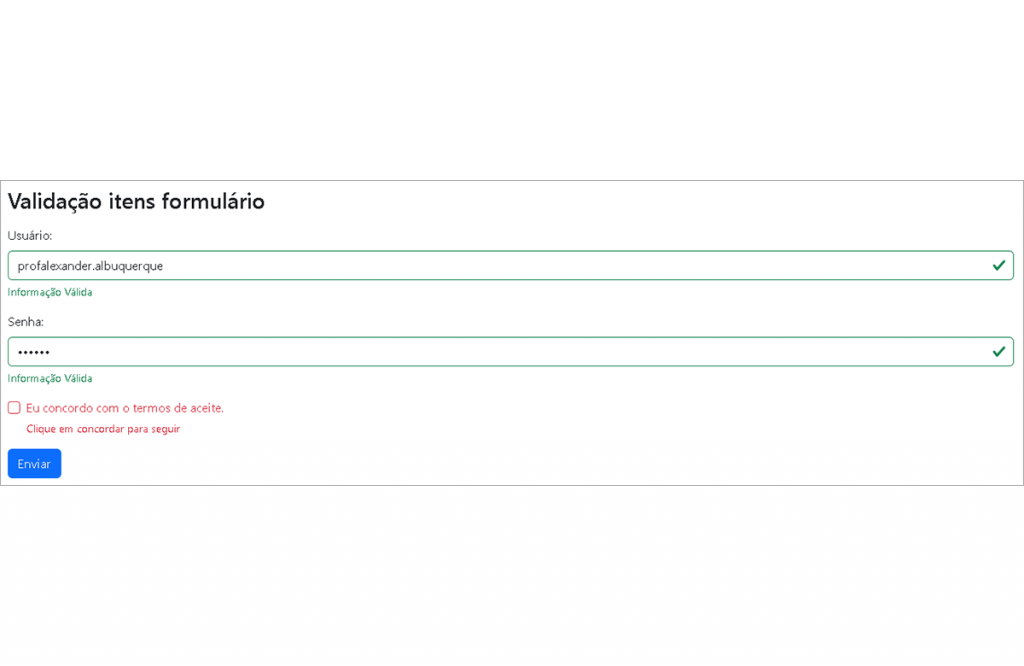 Validação itens formulário
Usuário:
profalexander.albuquerque
Informação Válida
Senha:
••••••
Informação Válida
Eu concordo com o termos de aceite.
Clique em concordar para seguir
Enviar